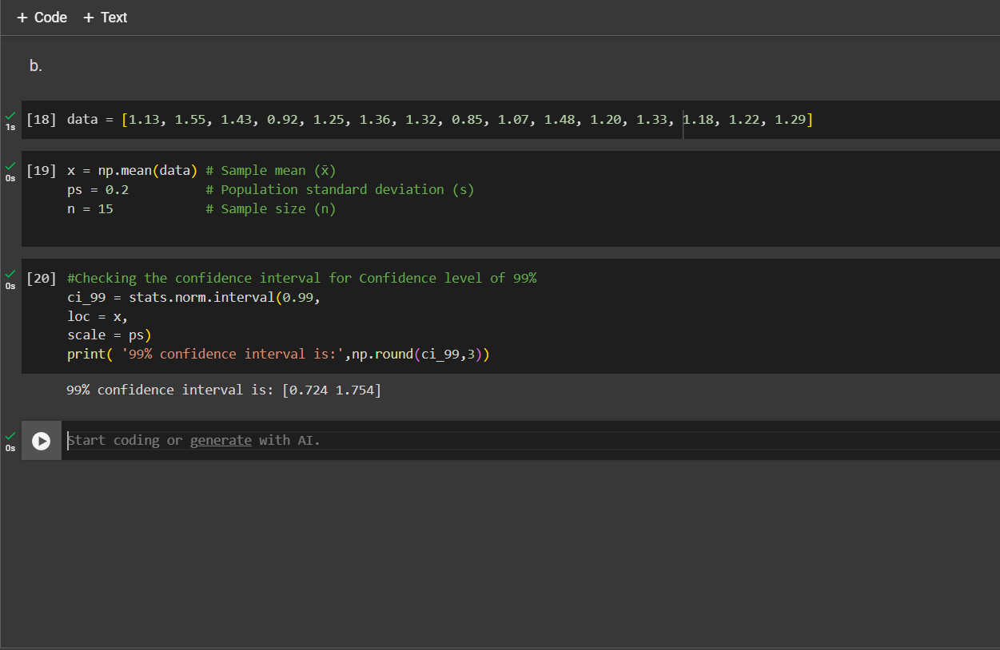 + Code + Text
b.
[18] data = [1.13, 1.55, 1.43, 0.92, 1.25, 1.36, 1.32, 0.85, 1.07, 1.48, 1.20, 1.33, 1.18, 1.22, 1.29]
1s
[19] x = np.mean(data) # Sample mean (x̄)
0s ps = 0.2 # Population standard deviation (s)
n = 15 # Sample size (n)
[20] #Checking the confidence interval for Confidence level of 99%
0s
ci_99 = stats.norm.interval(0.99,
loc = x,
scale = ps)
print( '99% confidence interval is:',np.round(ci_99,3))
99% confidence interval is: [0.724 1.754]
Start coding or generate with AI.
0s